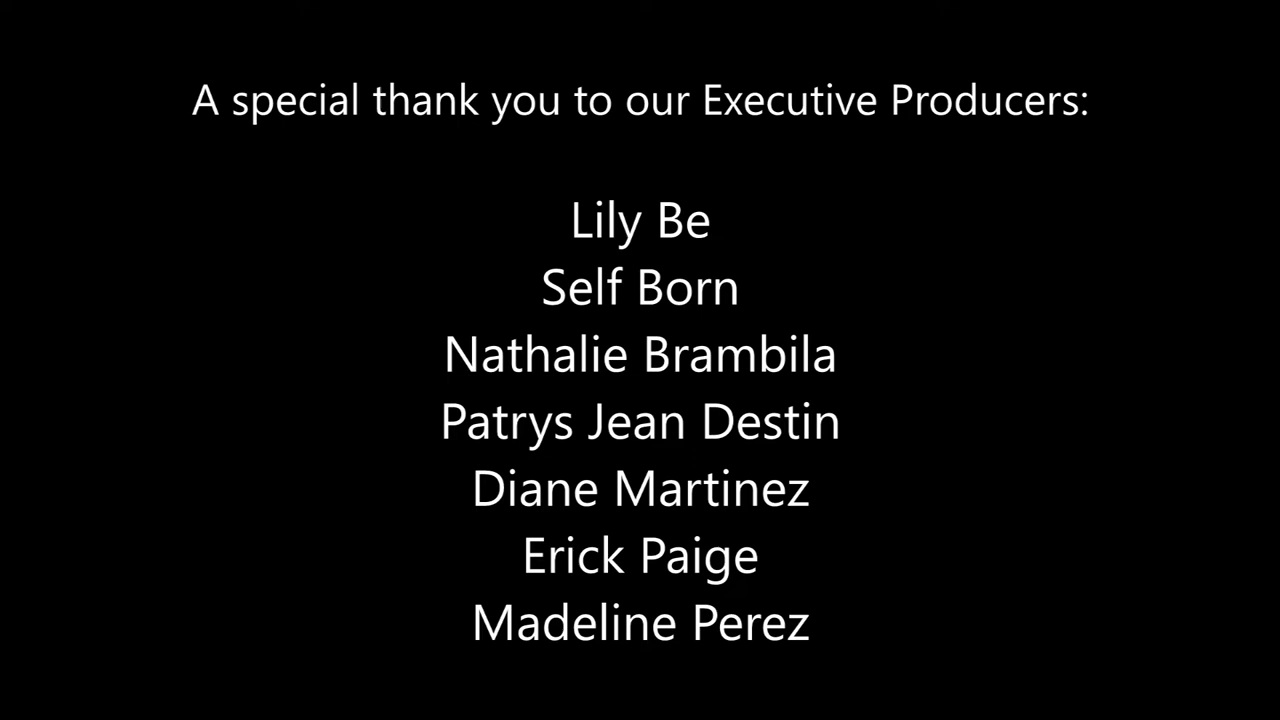 A special thank you to our Executive Producers:
Lily Be
Self Born
Nathalie Brambila
Patrys Jean Destin
Diane Martinez
Erick Paige
Madeline Perez